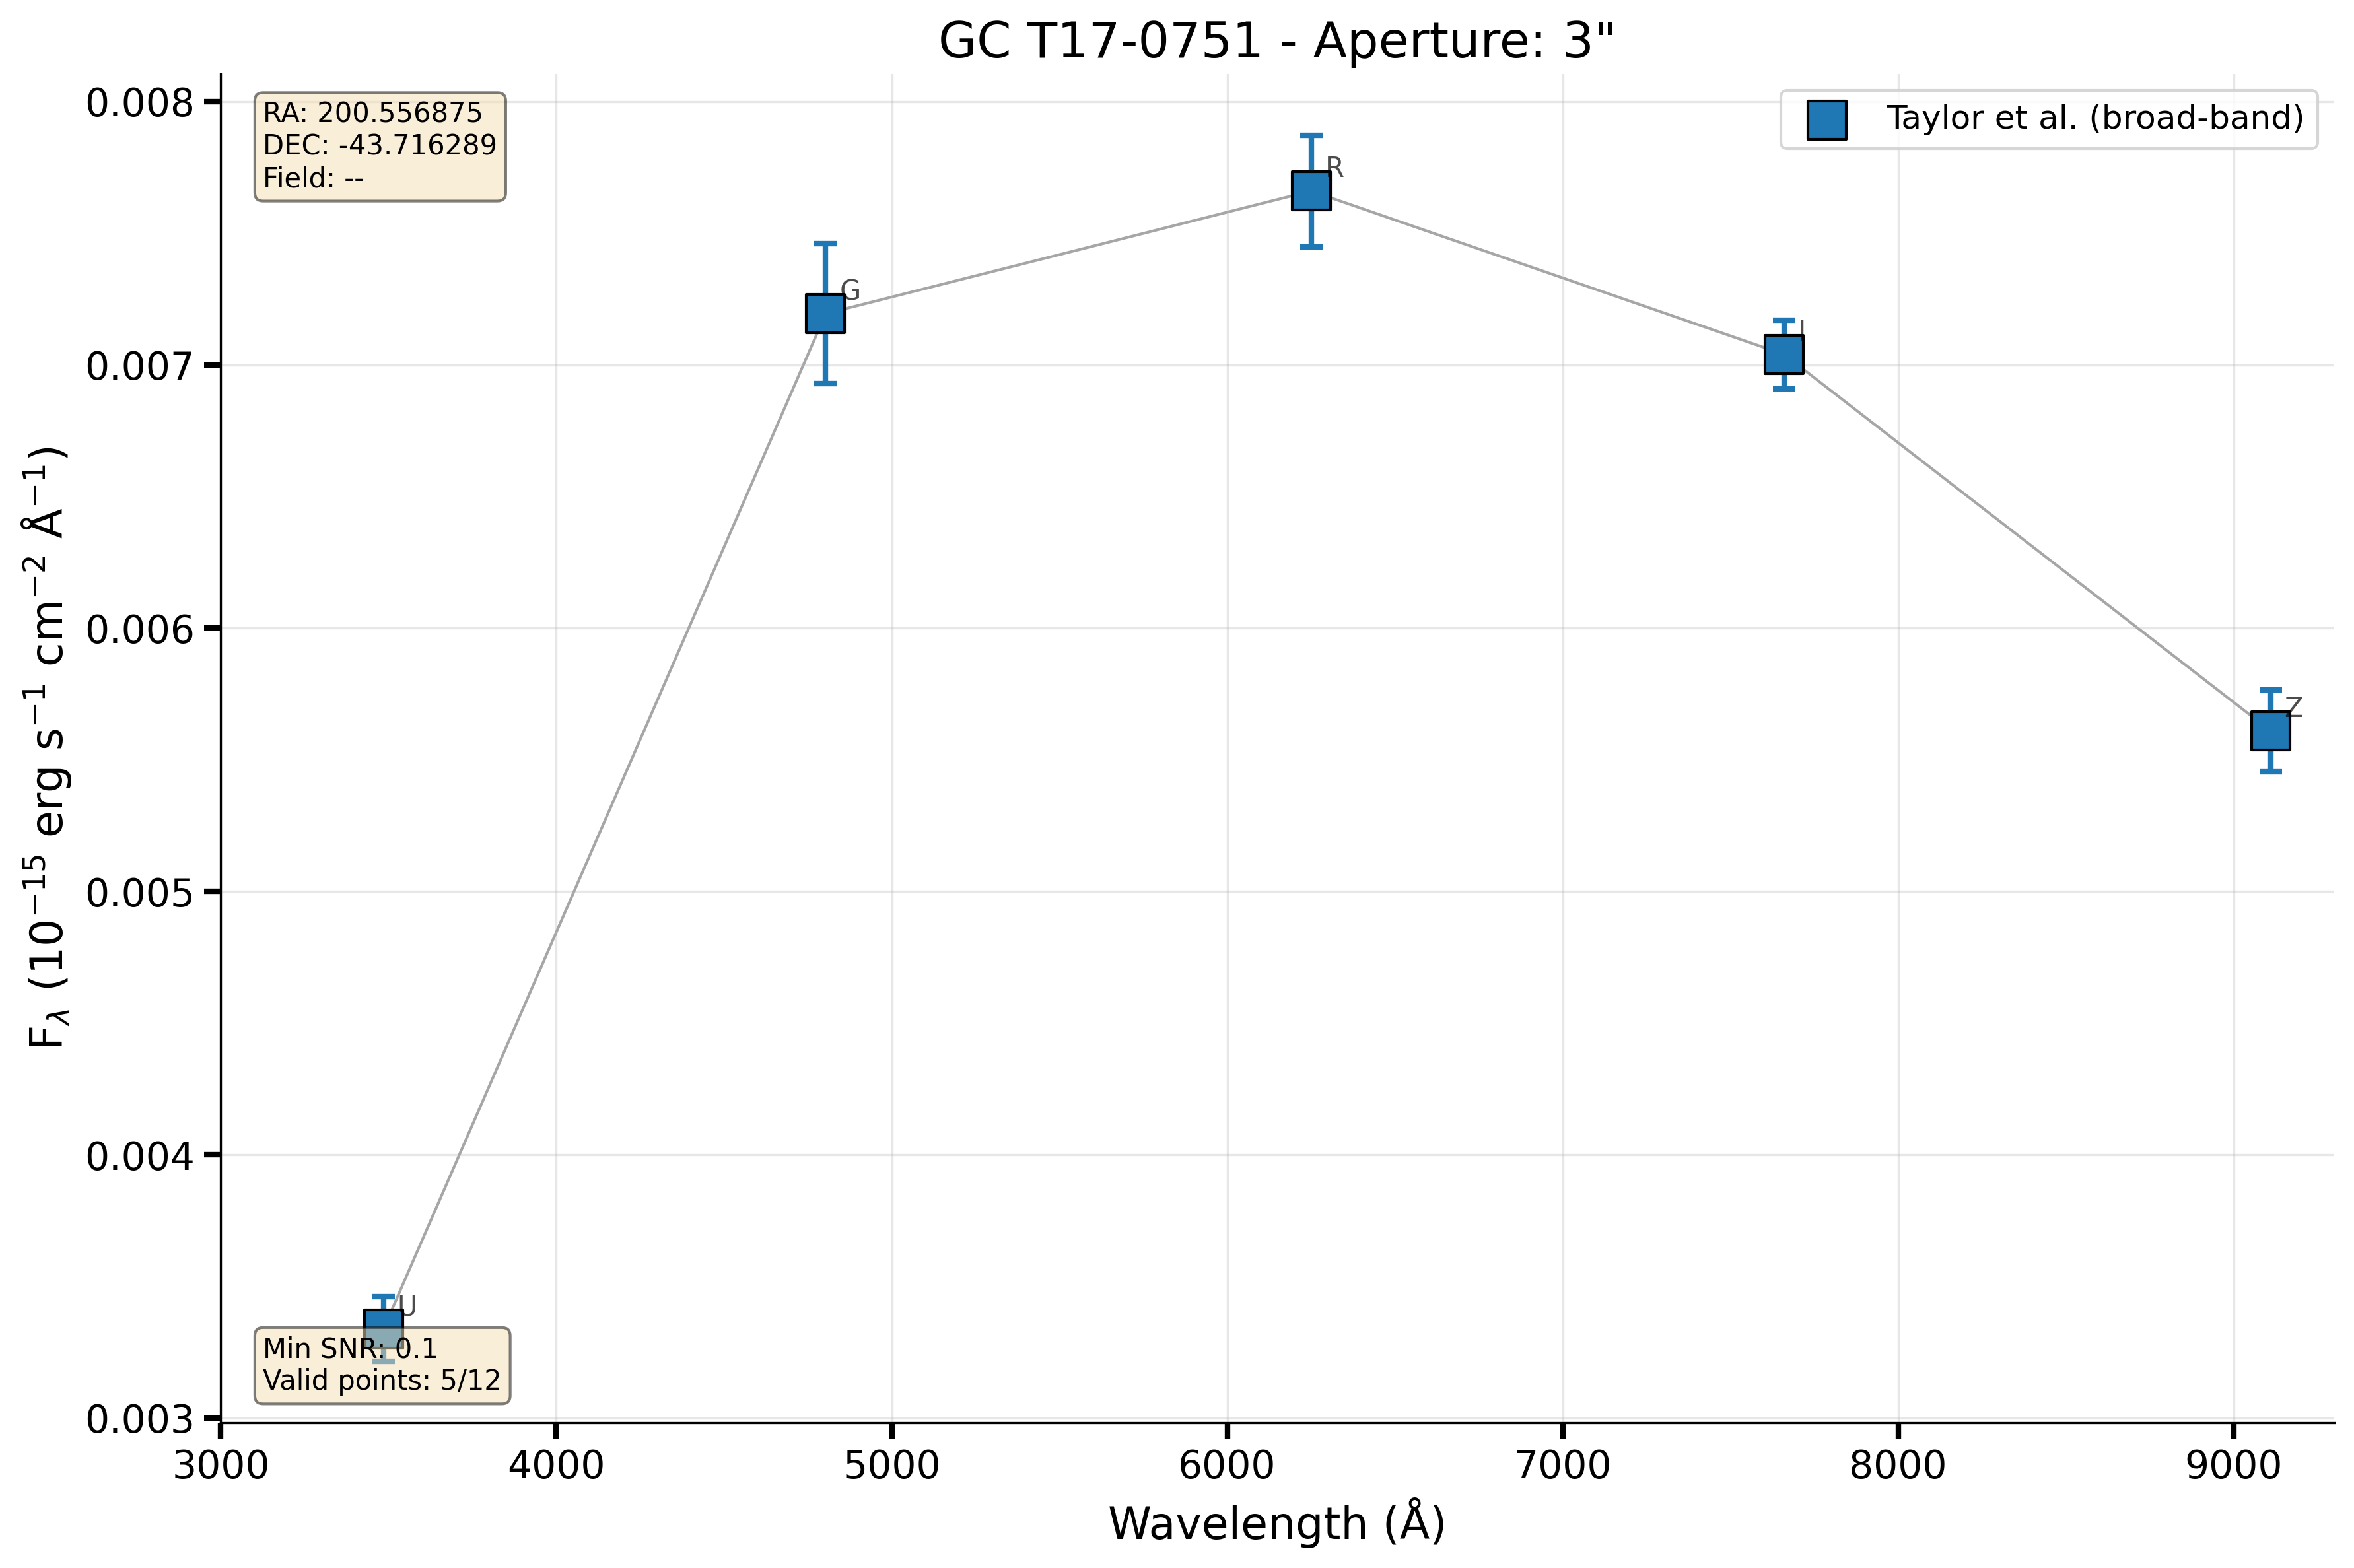 GC T17-0751 - Aperture: 3"
RA: 200.556875
DEC: -43.716289
Field: --
Taylor et al. (broad-band)
R
G
I
Z
U
Min SNR: 0.1
Valid points: 5/12
F_λ (10⁻¹⁵ erg s⁻¹ cm⁻² Å⁻¹)
0.008
0.007
0.006
0.005
0.004
0.003
3000 4000 5000 6000 7000 8000 9000
Wavelength (Å)